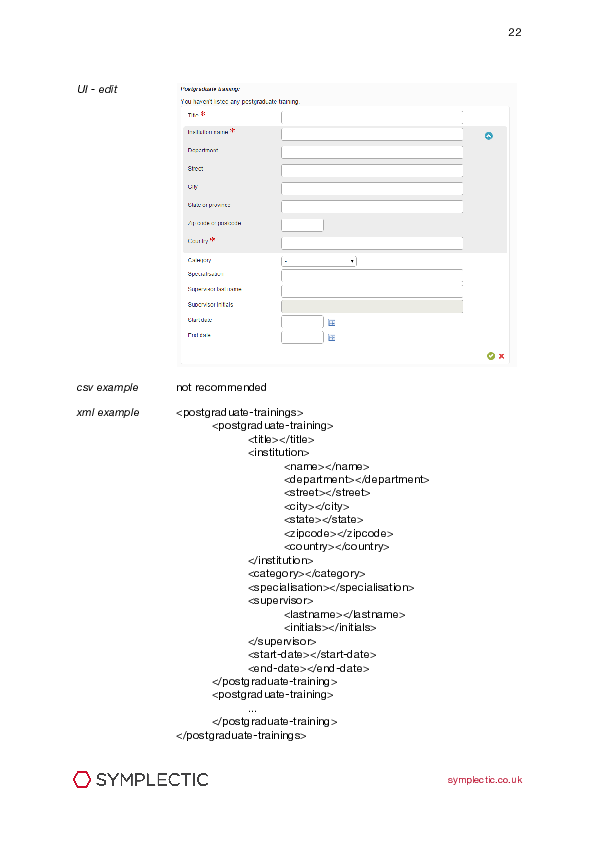 22
UI - edit
Postgraduate training:
You haven't listed any postgraduate training.
Title *
Institution name *
Department
Street
City
State or province
Zip code or postcode
Country *
Category
-
Specialisation
Supervisor last name
Supervisor initials
Start date
End date
csv example not recommended
xml example <postgraduate-trainings>
<postgraduate-training>
<title></title>
<institution>
<name></name>
<department></department>
<street></street>
<city></city>
<state></state>
<zipcode></zipcode>
<country></country>
</institution>
<category></category>
<specialisation></specialisation>
<supervisor>
<lastname></lastname>
<initials></initials>
</supervisor>
<start-date></start-date>
<end-date></end-date>
</postgraduate-training>
<postgraduate-training>
...
</postgraduate-training>
</postgraduate-trainings>
SYMPLECTIC
symplectic.co.uk